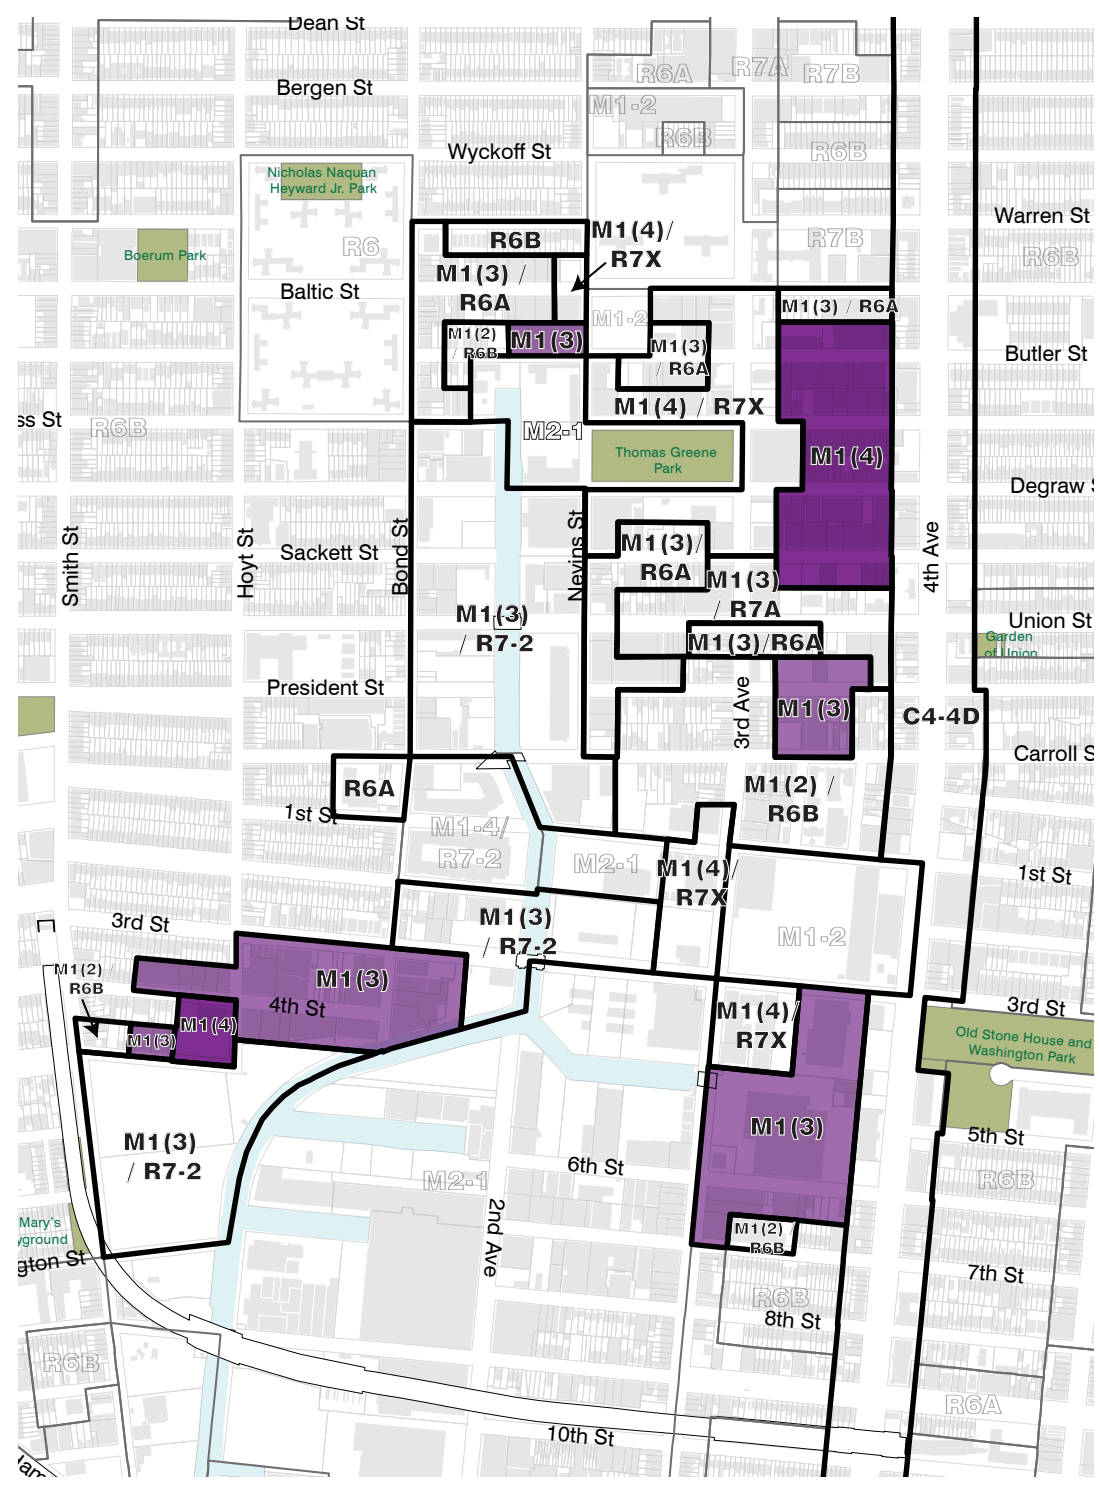 Dean St
R6A
R7A
R7B
Bergen St
M1-2
R6B
R6B
Wyckoff St
Nicholas Naquan
Heyward Jr. Park
Warren St
R6
R6B
M1(4)/
R7X
R7B
R6B
Boerum Park
M1(3) /
R6A
Baltic St
M1(3) / R6A
M1-2
M1(2)
/ R6B
M1(3)
M1(3)
/ R6A
Butler St
M1(4) / R7X
ss St
R6B
M2-1
Thomas Greene
Park
M1(4)
Degraw S
Smith St
Hoyt St
Sackett St
Bond St
Nevins St
M1(3)/
R6A
4th Ave
M1(3)
/ R7A
M1(3)
/ R7-2
Union St
M1(3)/R6A
Garden
of Union
President St
3rd Ave
M1(3)
C4-4D
Carroll S
R6A
M1(2) /
R6B
1st St
M1-4/
R7-2
M2-1
M1(4)/
R7X
1st St
3rd St
M1(3)
/ R7-2
M1-2
M1(2) /
R6B
M1(3)
4th St
M1(4)
M1(3)
M1(4)/
R7X
3rd St
Old Stone House and
Washington Park
M1(3)
/ R7-2
M1(3)
5th St
6th St
M2-1
R6B
2nd Ave
Mary's
yground
gton St
M1(2) /
R6B
7th St
R6B
8th St
R6B
R6A
10th St